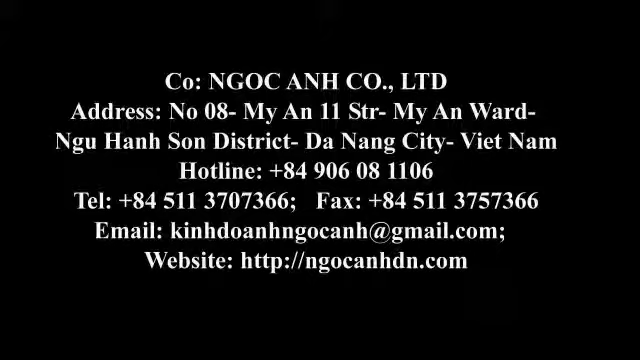 Co: NGOC ANH CO., LTD
Address: No 08- My An 11 Str- My An Ward-
Ngu Hanh Son District- Da Nang City- Viet Nam
Hotline: +84 906 08 1106
Tel: +84 511 3707366;   Fax: +84 511 3757366
Email: kinhdoanhngocanh@gmail.com;
Website: http://ngocanhdn.com